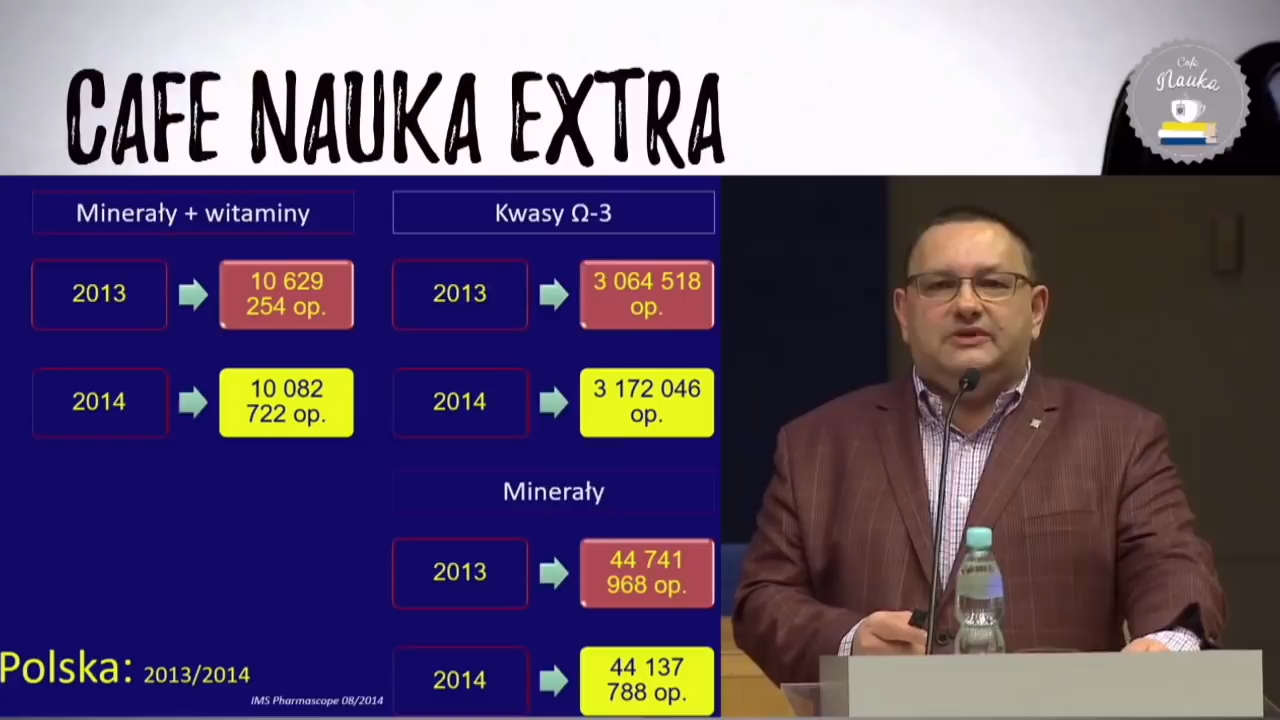 CAFE NAUKA EXTRA
Cafe
Nauka
Minerały + witaminy
2013
10 629
254 op.
2014
10 082
722 op.
Kwasy Ω-3
2013
3 064 518
op.
2014
3 172 046
op.
Minerały
2013
44 741
968 op.
2014
44 137
788 op.
Polska: 2013/2014
IMS Pharmascope 08/2014